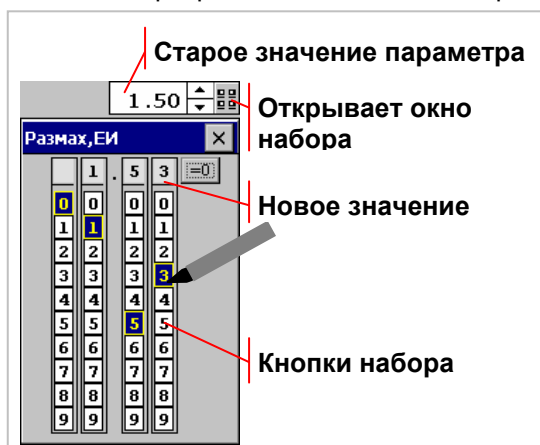 Старое значение параметра
1.50
Открывает окно
набора
Размах,ЕИ
1 . 5 3 =0
Новое значение
0 0 0 0
1 1 1 1
2 2 2 2
3 3 3 3
4 4 4 4
5 5 5 5
6 6 6 6
7 7 7 7
8 8 8 8
9 9 9 9
Кнопки набора